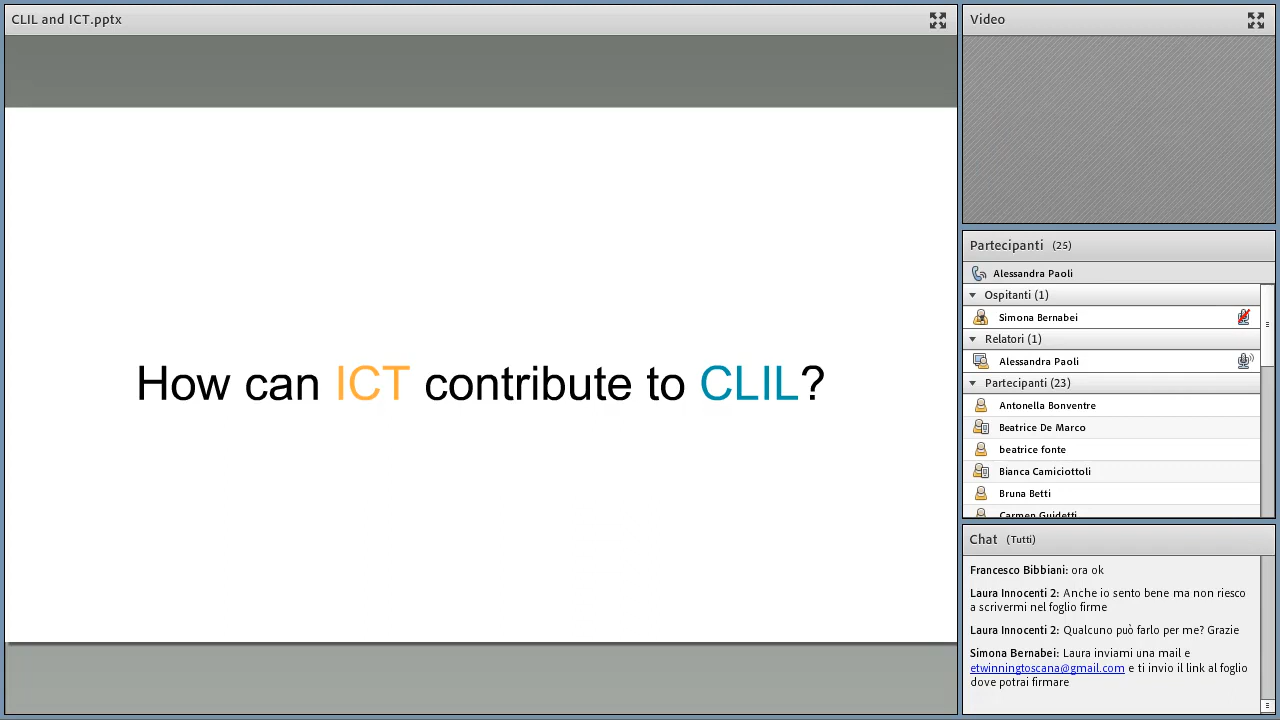 CLIL and ICT.pptx
How can ICT contribute to CLIL?
Video
Partecipanti (25)
Alessandra Paoli
Ospitanti (1)
Simona Bernabei
Relatori (1)
Alessandra Paoli
Partecipanti (23)
Antonella Bonventre
Beatrice De Marco
beatrice fonte
Bianca Camiciottoli
Bruna Betti
Carmen Guidetti
Chat (Tutti)
Francesco Bibbiani: ora ok
Laura Innocenti 2: Anche io sento bene ma non riesco
a scrivermi nel foglio firme
Laura Innocenti 2: Qualcuno può farlo per me? Grazie
Simona Bernabei: Laura inviami una mail e
etwinningtoscana@gmail.com e ti invio il link al foglio
dove potrai firmare